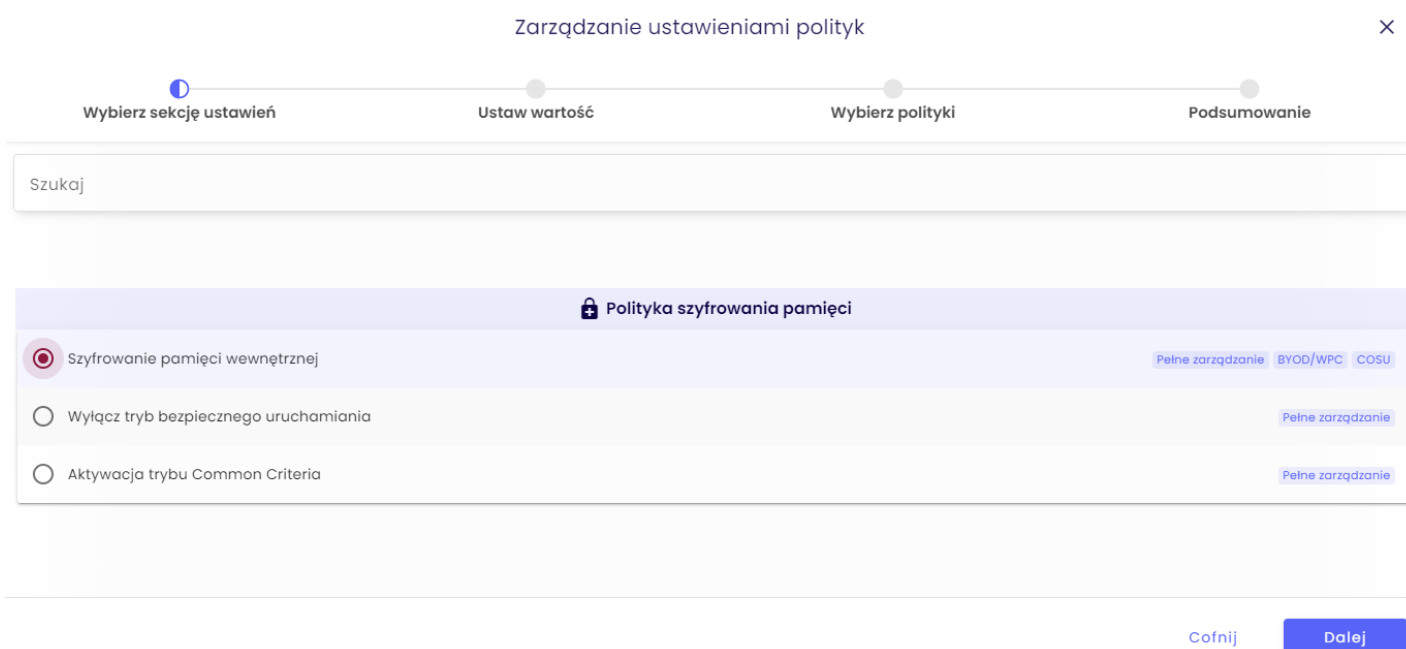 Zarządzanie ustawieniami polityk
Wybierz sekcję ustawień
Ustaw wartość
Wybierz polityki
Podsumowanie
Szukaj
Polityka szyfrowania pamięci
Szyfrowanie pamięci wewnętrznej Pełne zarządzanie BYOD/WPC COSU
Wyłącz tryb bezpiecznego uruchamiania Pełne zarządzanie
Aktywacja trybu Common Criteria Pełne zarządzanie
Cofnij Dalej